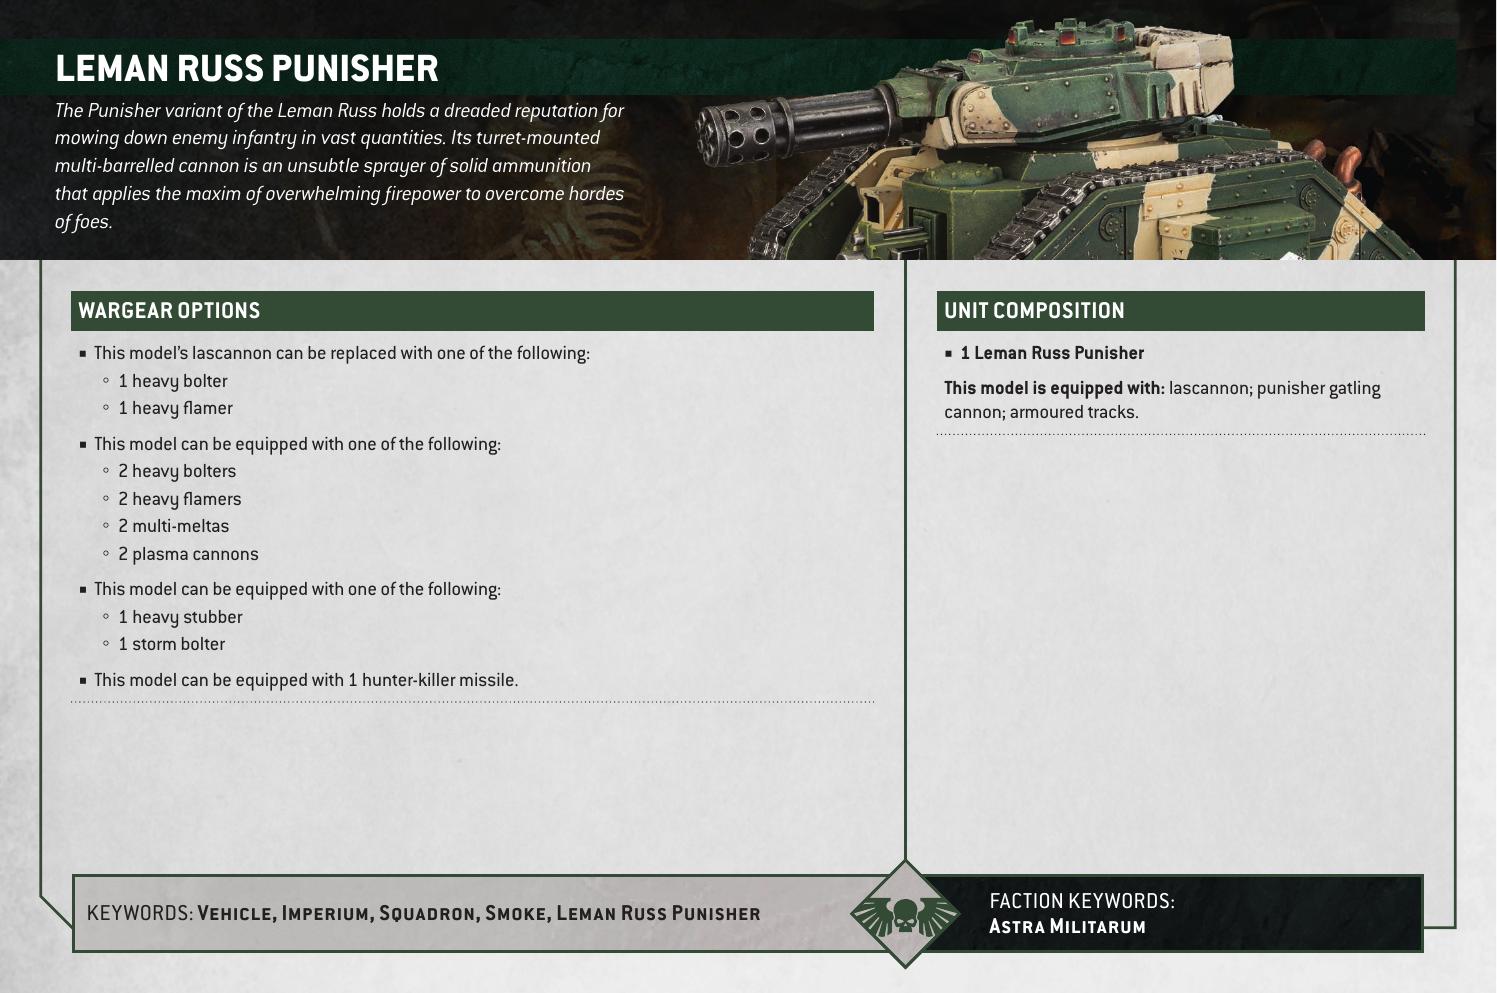 LEMAN RUSS PUNISHER
The Punisher variant of the Leman Russ holds a dreaded reputation for
mowing down enemy infantry in vast quantities. Its turret-mounted
multi-barrelled cannon is an unsubtle sprayer of solid ammunition
that applies the maxim of overwhelming firepower to overcome hordes
of foes.
WARGEAR OPTIONS
▪ This model’s lascannon can be replaced with one of the following:
◦ 1 heavy bolter
◦ 1 heavy flamer
▪ This model can be equipped with one of the following:
◦ 2 heavy bolters
◦ 2 heavy flamers
◦ 2 multi-meltas
◦ 2 plasma cannons
▪ This model can be equipped with one of the following:
◦ 1 heavy stubber
◦ 1 storm bolter
▪ This model can be equipped with 1 hunter-killer missile.
UNIT COMPOSITION
▪ 1 Leman Russ Punisher
This model is equipped with: lascannon; punisher gatling
cannon; armoured tracks.
KEYWORDS: Vehicle, Imperium, Squadron, Smoke, Leman Russ Punisher
FACTION KEYWORDS:
Astra Militarum